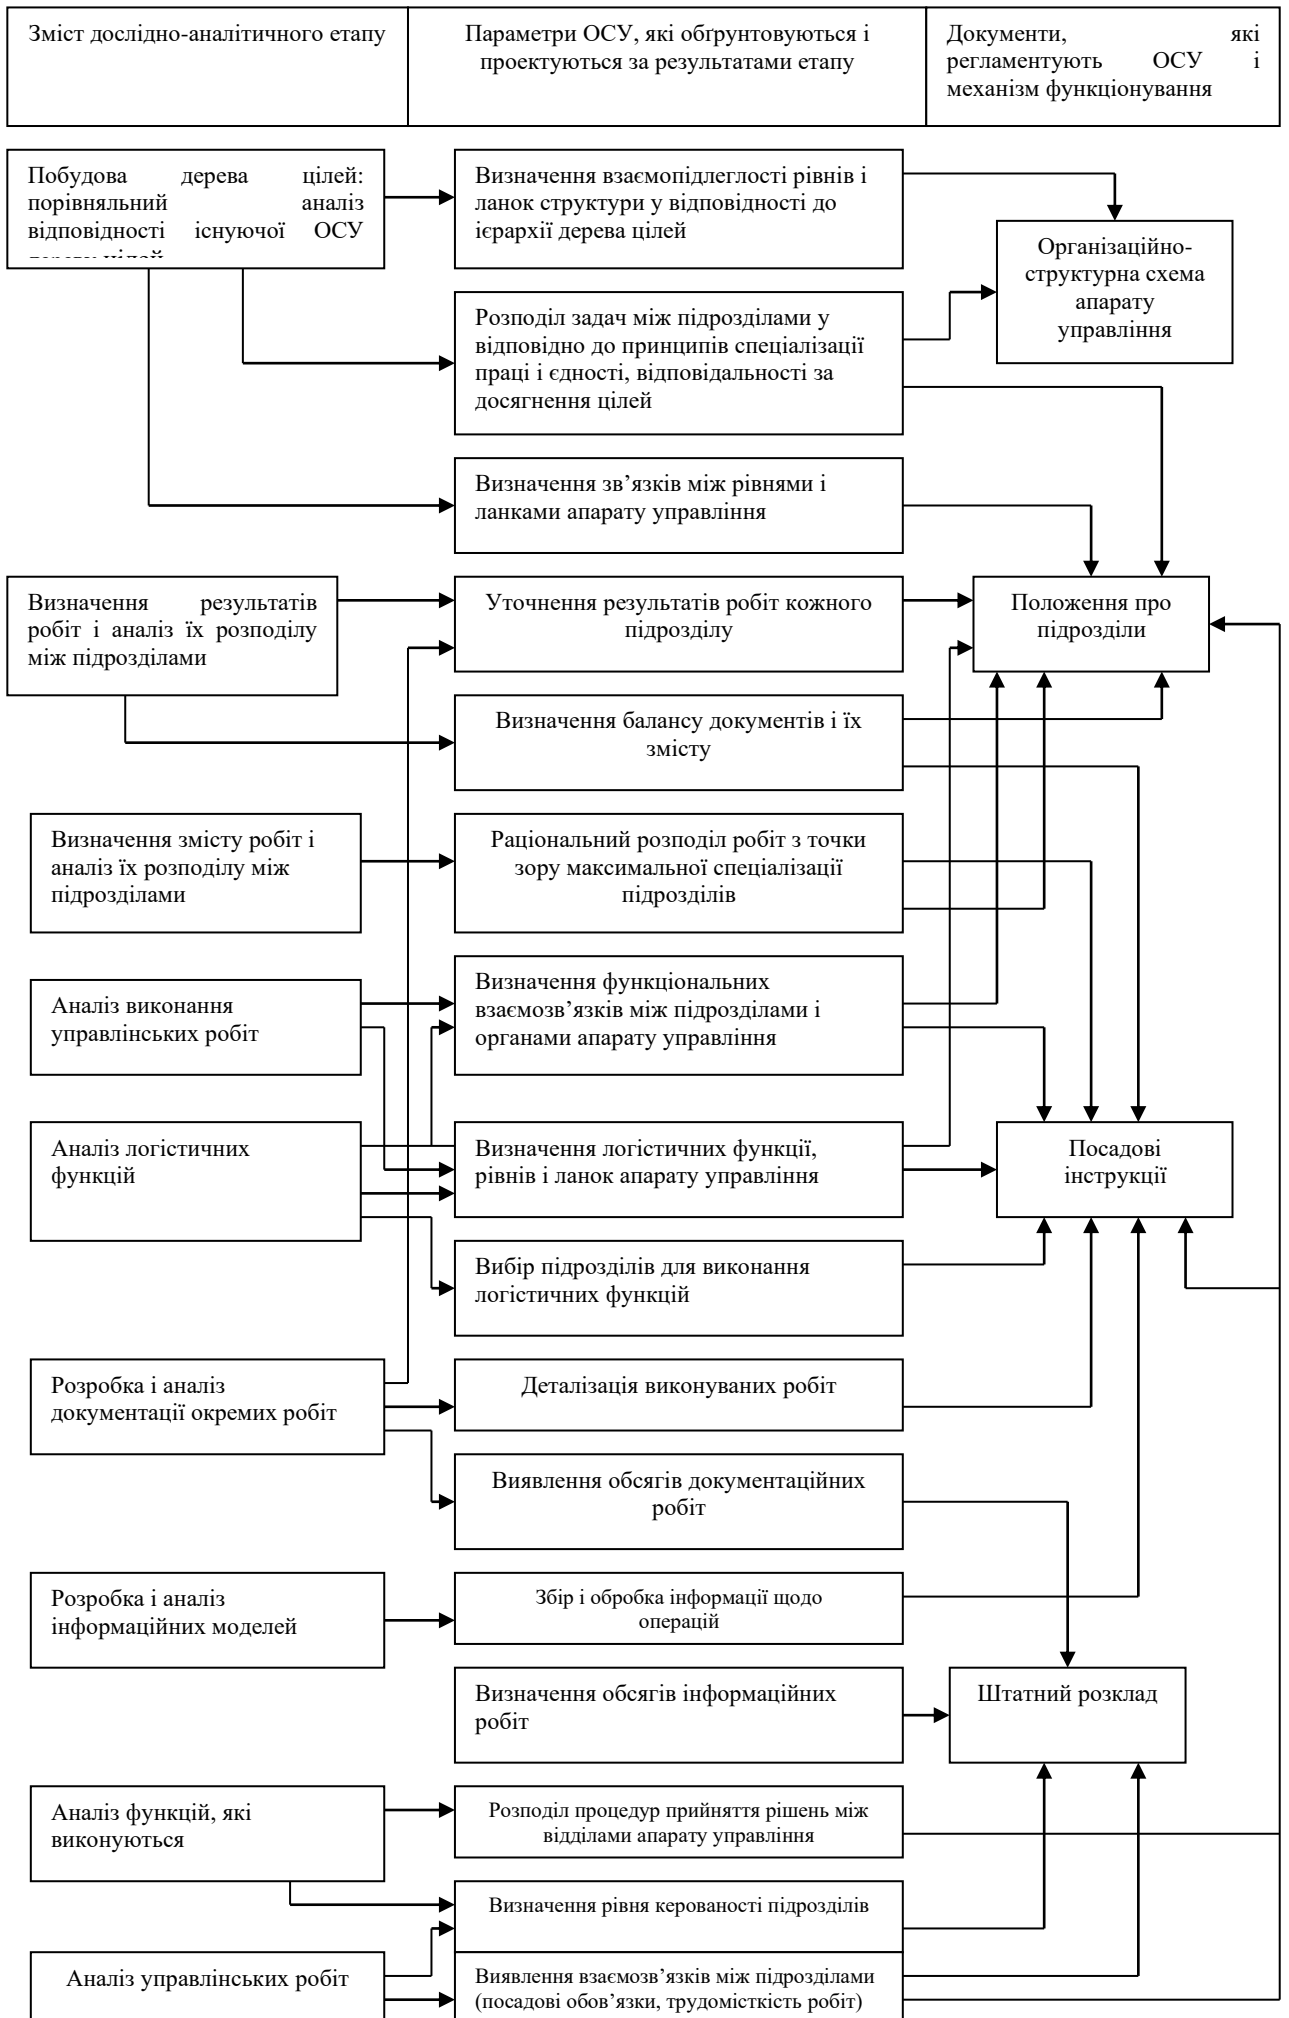 Зміст дослідно-аналітичного етапу
Параметри ОСУ, які обґрунтовуються і
проектуються за результатами етапу
Документи, які
регламентують ОСУ і
механізм функціонування
Побудова дерева цілей:
порівняльний аналіз
відповідності існуючої ОСУ
Визначення взаємопідлеглості рівнів і
ланок структури у відповідності до
ієрархії дерева цілей
Організаційно-
структурна схема
апарату
управління
Розподіл задач між підрозділами у
відповідно до принципів спеціалізації
праці і єдності, відповідальності за
досягнення цілей
Визначення зв’язків між рівнями і
ланками апарату управління
Визначення результатів
робіт і аналіз їх розподілу
між підрозділами
Уточнення результатів робіт кожного
підрозділу
Положення про
підрозділи
Визначення балансу документів і їх
змісту
Визначення змісту робіт і
аналіз їх розподілу між
підрозділами
Раціональний розподіл робіт з точки
зору максимальної спеціалізації
підрозділів
Аналіз виконання
управлінських робіт
Визначення функціональних
взаємозв’язків між підрозділами і
органами апарату управління
Аналіз логістичних
функцій
Визначення логістичних функції,
рівнів і ланок апарату управління
Посадові
інструкції
Вибір підрозділів для виконання
логістичних функцій
Розробка і аналіз
документації окремих робіт
Деталізація виконуваних робіт
Виявлення обсягів документаційних
робіт
Розробка і аналіз
інформаційних моделей
Збір і обробка інформації щодо
операцій
Визначення обсягів інформаційних
робіт
Штатний розклад
Аналіз функцій, які
виконуються
Розподіл процедур прийняття рішень між
відділами апарату управління
Визначення рівня керованості підрозділів
Аналіз управлінських робіт
Виявлення взаємозв’язків між підрозділами
(посадові обов’язки, трудомісткість робіт)